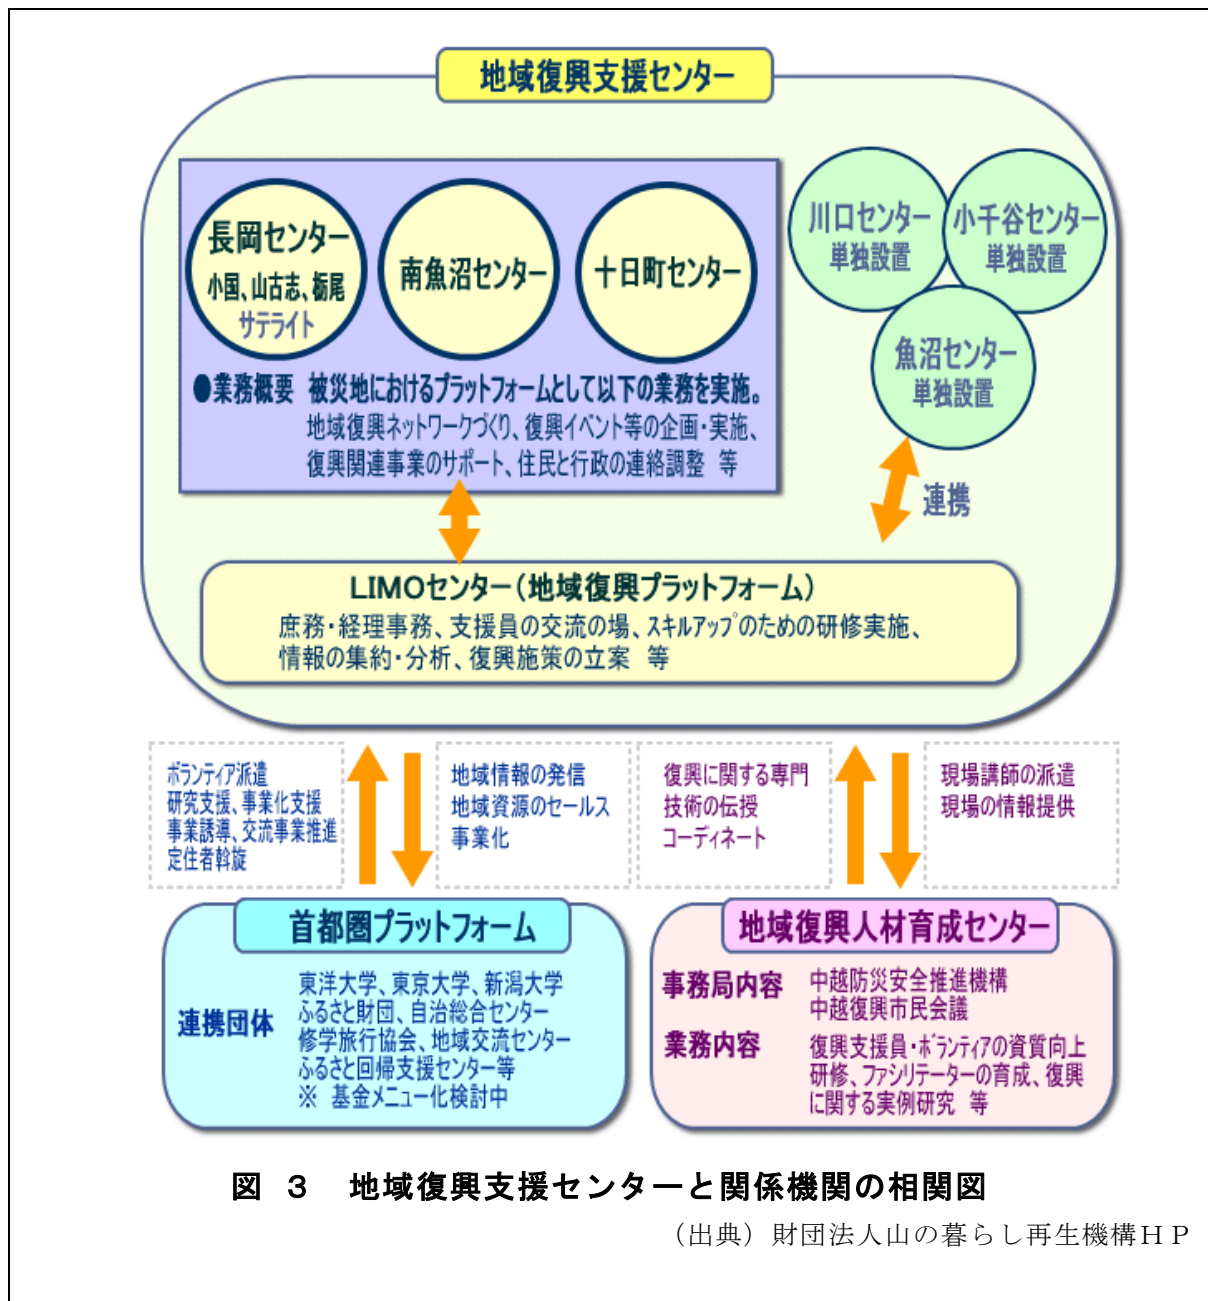 地域復興支援センター
長岡センター
小国、山古志、栃尾
サテライト
南魚沼センター
十日町センター
川口センター
単独設置
小千谷センター
単独設置
魚沼センター
単独設置
●業務概要 被災地におけるプラットフォームとして以下の業務を実施。
地域復興ネットワークづくり、復興イベント等の企画・実施、
復興関連事業のサポート、住民と行政の連絡調整 等
連携
LIMOセンター(地域復興プラットフォーム)
庶務・経理事務、支援員の交流の場、スキルアップのための研修実施、
情報の集約・分析、復興施策の立案 等
ボランティア派遣
研究支援、事業化支援
事業誘導、交流事業推進
定住者斡旋
地域情報の発信
地域資源のセールス
事業化
復興に関する専門
技術の伝授
コーディネート
現場講師の派遣
現場の情報提供
首都圏プラットフォーム
連携団体
東洋大学、東京大学、新潟大学
ふるさと財団、自治総合センター
修学旅行協会、地域交流センター
ふるさと回帰支援センター等
※ 基金メニュー化検討中
地域復興人材育成センター
事務局内容 中越防災安全推進機構
中越復興市民会議
業務内容 復興支援員・ボランティアの資質向上
研修、ファシリテーターの育成、復興
に関する実例研究 等
図 3 地域復興支援センターと関係機関の相関図
（出典）財団法人山の暮らし再生機構ＨＰ